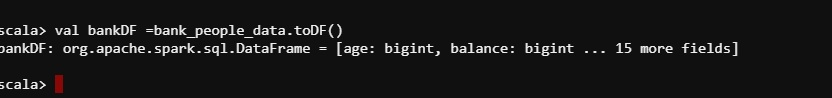 scala> val bankDF =bank_people_data.toDF()
bankDF: org.apache.spark.sql.DataFrame = [age: bigint, balance: bigint ... 15 more fields]
scala>